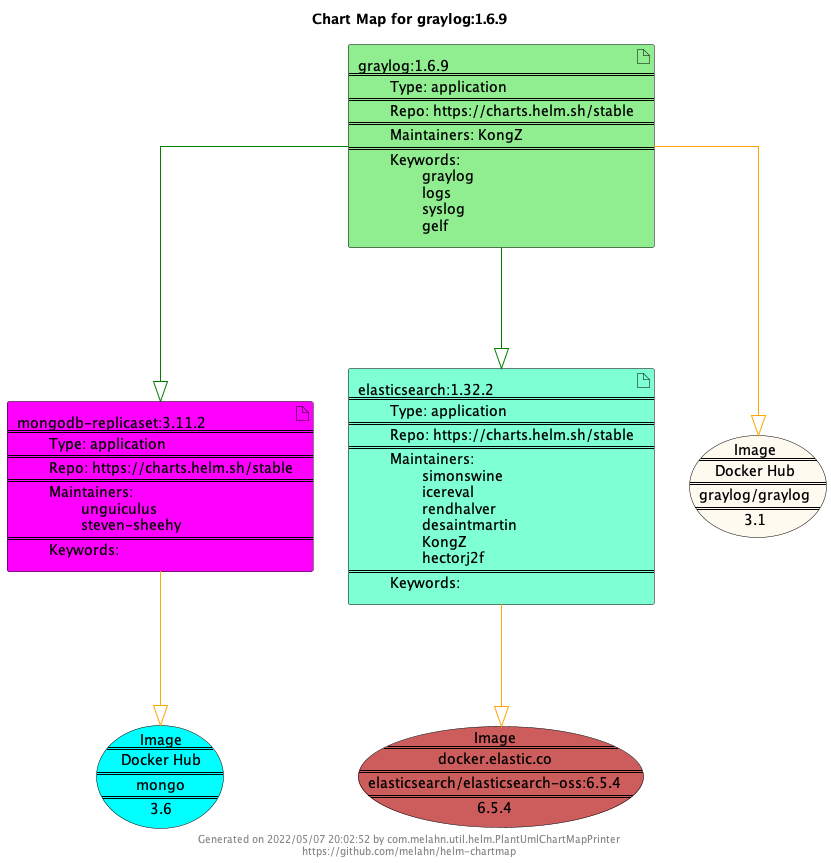 Chart Map for graylog:1.6.9
graylog:1.6.9
Type: application
Repo: https://charts.helm.sh/stable
Maintainers: KongZ
Keywords:
graylog
logs
syslog
gelf
mongodb-replicaset:3.11.2
Type: application
Repo: https://charts.helm.sh/stable
Maintainers:
unguiculus
steven-sheehy
Keywords:
elasticsearch:1.32.2
Type: application
Repo: https://charts.helm.sh/stable
Maintainers:
simonswine
icereval
rendhalver
desaintmartin
KongZ
hectorj2f
Keywords:
Image
Docker Hub
graylog/graylog
3.1
Image
Docker Hub
mongo
3.6
Image
docker.elastic.co
elasticsearch/elasticsearch-oss:6.5.4
6.5.4
Generated on 2022/05/07 20:02:52 by com.melahn.util.helm.PlantUmlChartMapPrinter
https://github.com/melahn/helm-chartmap